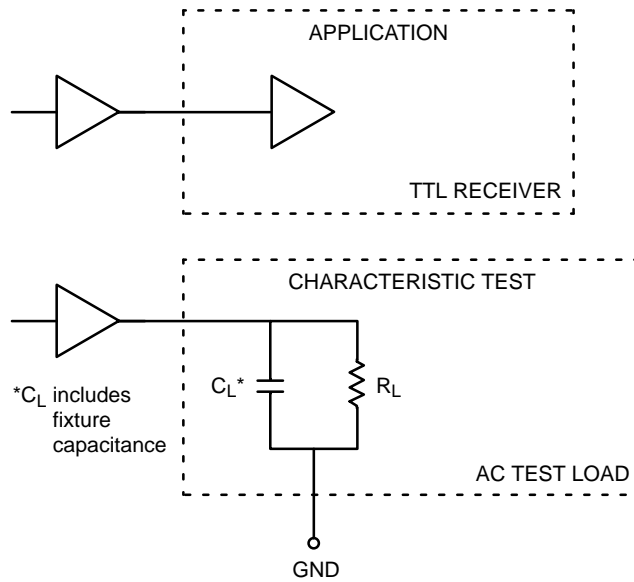 APPLICATION
TTL RECEIVER
CHARACTERISTIC TEST
*CL includes
fixture
capacitance
CL*
RL
AC TEST LOAD
GND